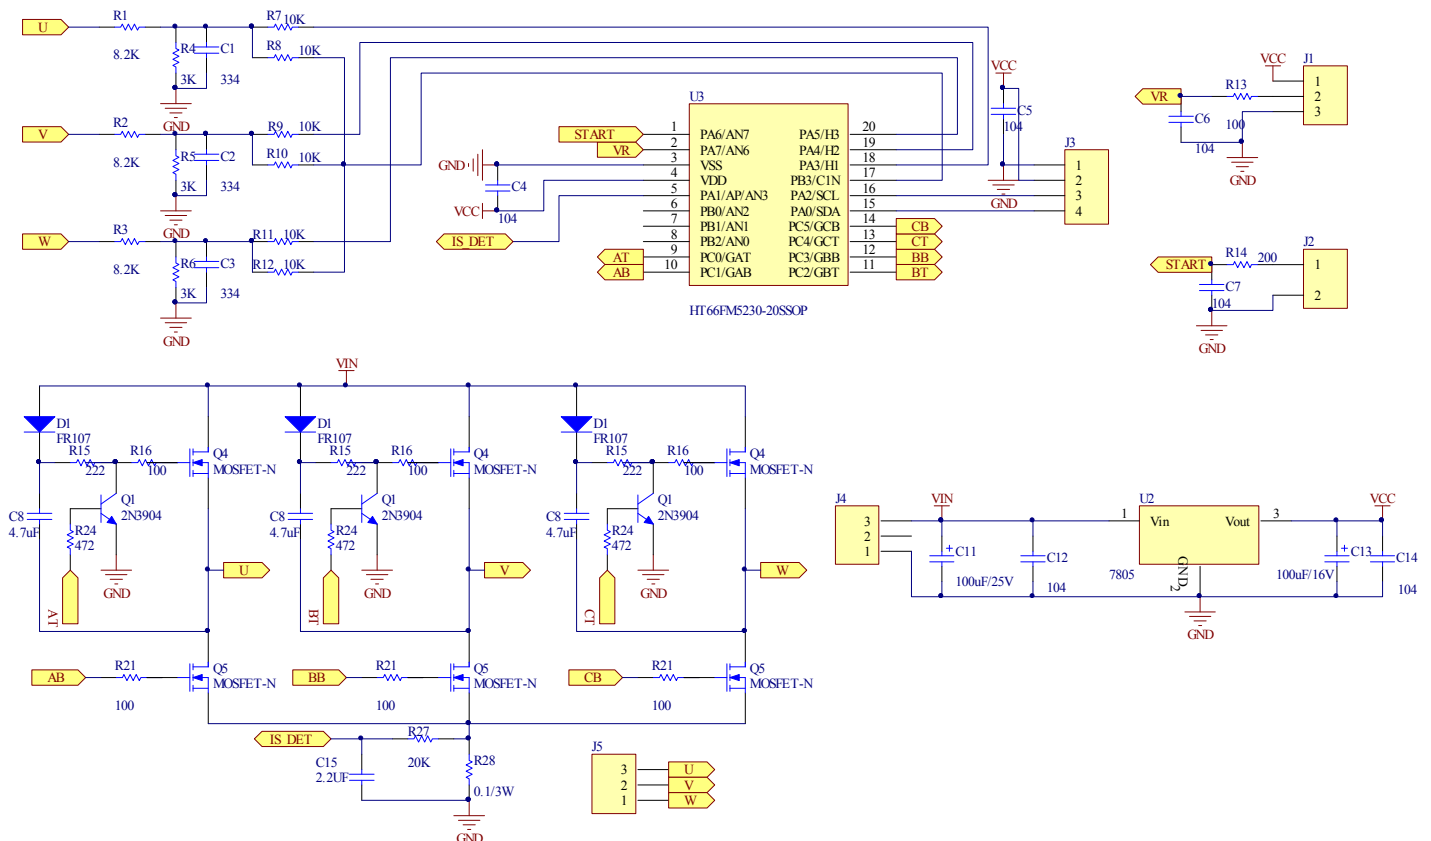 U R1 8.2K R4 3K C1 334 R7 10K R8 10K GND
V R2 8.2K R5 3K C2 334 R9 10K R10 10K GND
W R3 8.2K R6 3K C3 334 R11 10K R12 10K GND
U3
START 1 PA6/AN7 PA5/H3 20
VR 2 PA7/AN6 PA4/H2 19
GND 3 VSS PA3/H1 18
4 VDD PB3/C1N 17
5 PA1/AP/AN3 PA2/SCL 16
6 PB0/AN2 PA0/SDA 15
7 PB1/AN1 PC5/GCB 14 CB
8 PB2/AN0 PC4/GCT 13 CT
AT 9 PC0/GAT PC3/GBB 12 BB
AB 10 PC1/GAB PC2/GBT 11 BT
HT66FM5230-20SSOP
C4
VCC 104
IS_DET
VCC
C5
104
GND
J3
1
2
3
4
VCC J1
VR R13 1
2
3
C6 100
104
GND
J2
START R14 200 1
C7
104 2
GND
VIN
D1
FR107
R15 222 R16 100 Q4
MOSFET-N
Q1
2N3904
C8
4.7uF
R24
472
GND
AT
U
D1
FR107
R15 222 R16 100 Q4
MOSFET-N
Q1
2N3904
C8
4.7uF
R24
472
GND
BT
V
D1
FR107
R15 222 R16 100 Q4
MOSFET-N
Q1
2N3904
C8
4.7uF
R24
472
GND
CT
W
AB R21 100 Q5
MOSFET-N
BB R21 100 Q5
MOSFET-N
CB R21 100 Q5
MOSFET-N
IS_DET R27
20K
C15
2.2UF
R28
0.1/3W
GND
J5
3 U
2 V
1 W
J4
3
2
1
VIN
C11
100uF/25V
C12
104
U2
1 Vin Vout 3
GND
2
7805
VCC
C13
100uF/16V
C14
104
GND